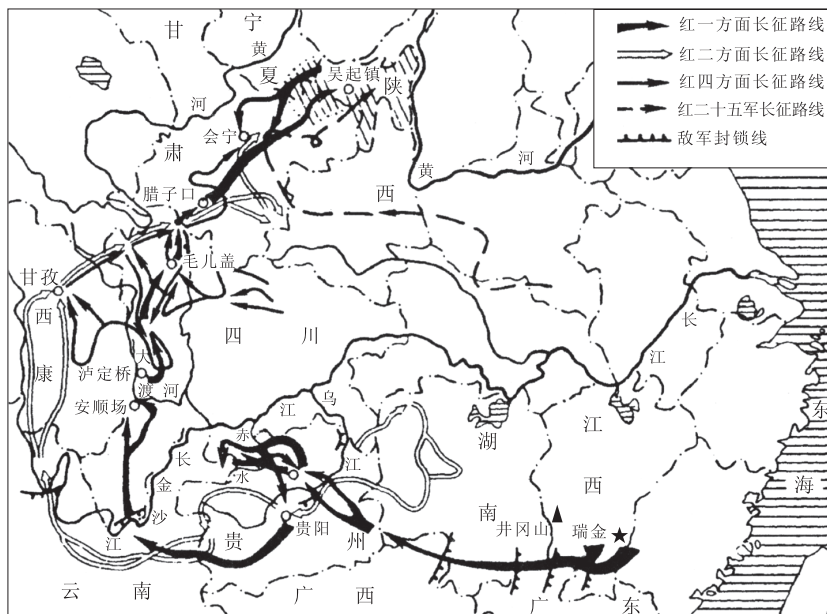 红一方面长征路线
红二方面长征路线
红四方面长征路线
红二十五军长征路线
敌军封锁线
甘
宁
黄
夏
吴起镇
陕
河
会宁
肃
黄
河
腊子口
西
毛儿盖
甘孜
西
康
四
川
长
江
大
泸定桥
渡
河
安顺场
江
乌
赤
水
江
长
金
沙
江
湖
南
江
西
东
海
贵阳
贵
州
井冈山
瑞金
云
南
广
西
广
东